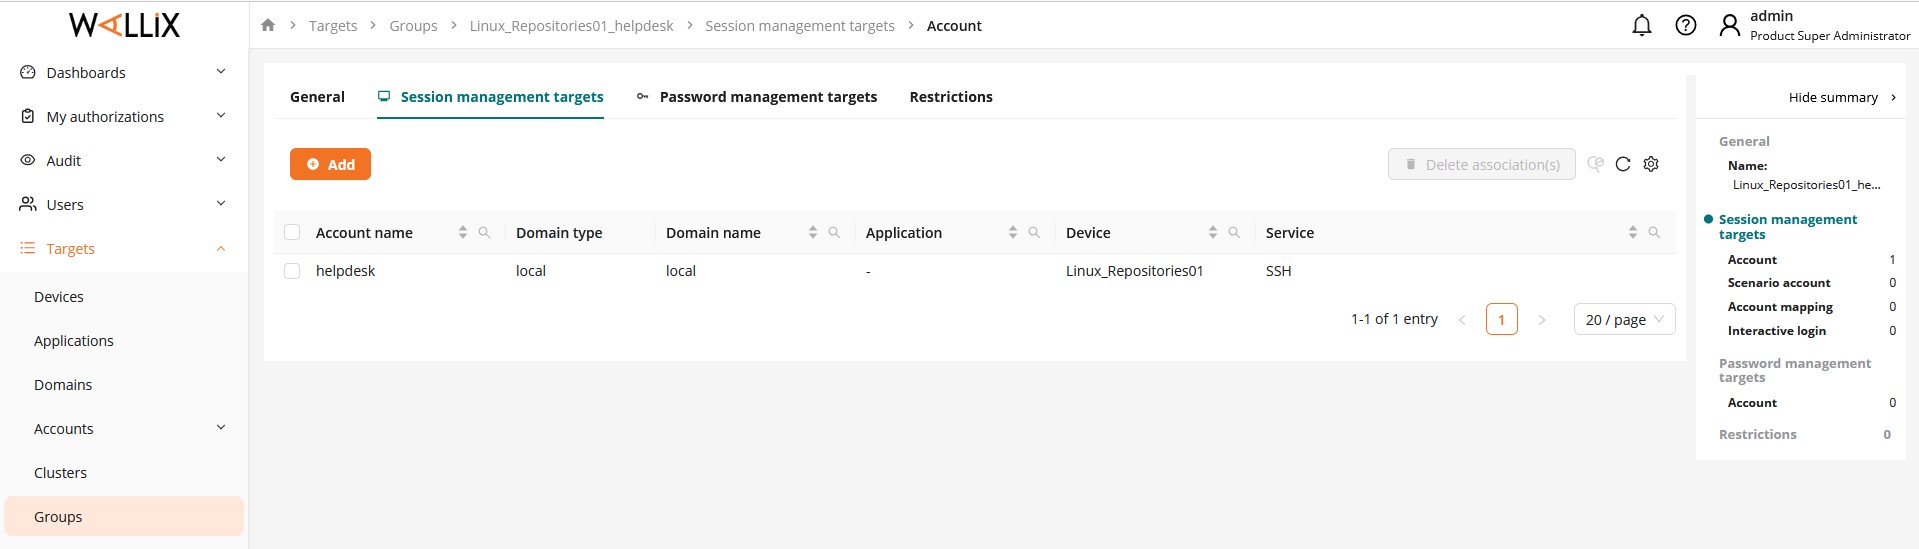 WALLIX
Targets > Groups > Linux_Repositories01_helpdesk > Session management targets > Account
admin
Product Super Administrator
Dashboards
My authorizations
Audit
Users
Targets
Devices
Applications
Domains
Accounts
Clusters
Groups
General Session management targets Password management targets Restrictions
Add
Delete association(s)
Account name Domain type Domain name Application Device Service
helpdesk local local - Linux_Repositories01 SSH
1-1 of 1 entry < 1 > 20 / page
Hide summary >
General
Name:
Linux_Repositories01_he...
Session management
targets
Account 1
Scenario account 0
Account mapping 0
Interactive login 0
Password management
targets
Account 0
Restrictions 0